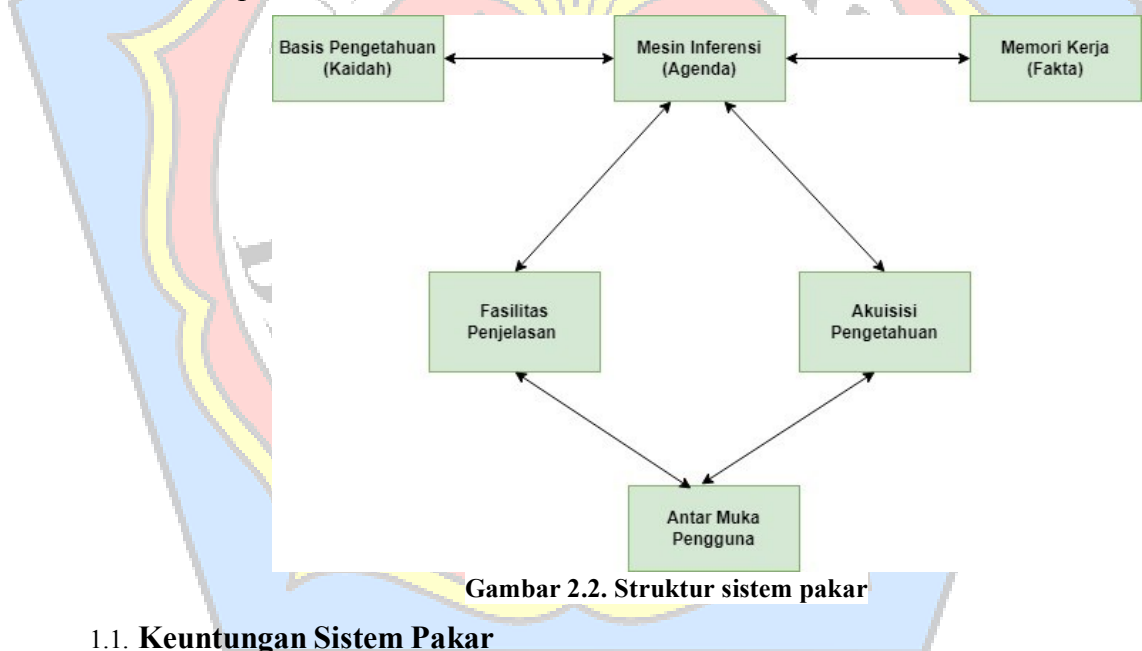 Basis Pengetahuan
(Kaidah)
Mesin Inferensi
(Agenda)
Memori Kerja
(Fakta)
Fasilitas
Penjelasan
Akuisisi
Pengetahuan
Antar Muka
Pengguna
Gambar 2.2. Struktur sistem pakar
1.1. Keuntungan Sistem Pakar